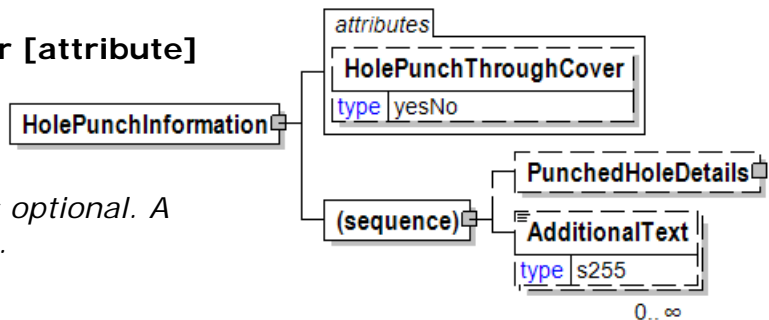 r [attribute]
optional. A
.
HolePunchInformation
attributes
HolePunchThroughCover
type yesNo
(sequence)
PunchedHoleDetails
AdditionalText
type s255
0..∞